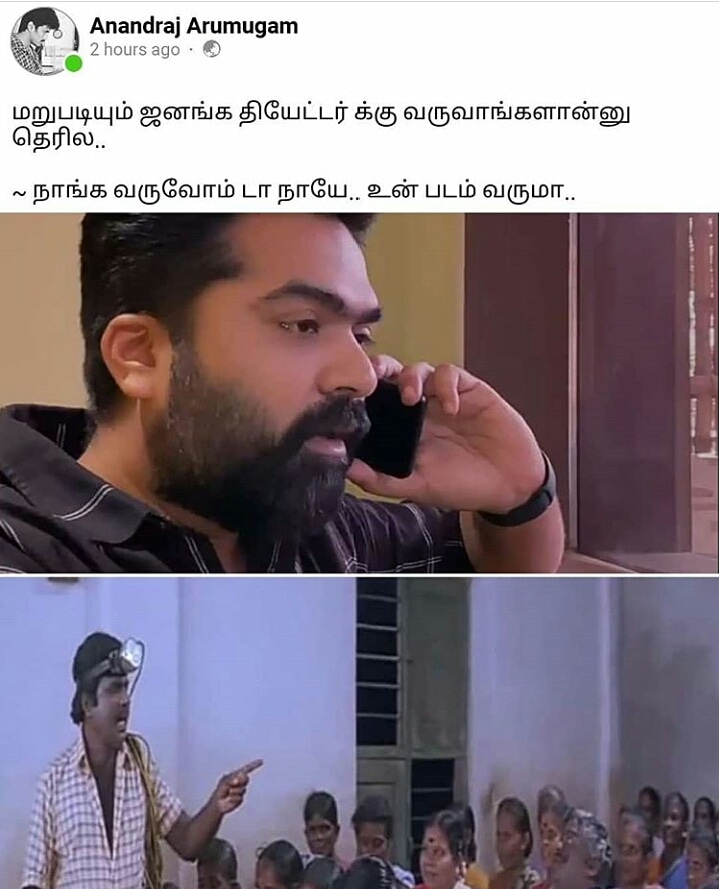 Anandraj Arumugam
2 hours ago ·
மறுபடியும் ஜனங்க தியேட்டர் க்கு வருவாங்களான்னு
தெரில..
~ நாங்க வருவோம் டா நாயே.. உன் படம் வருமா..